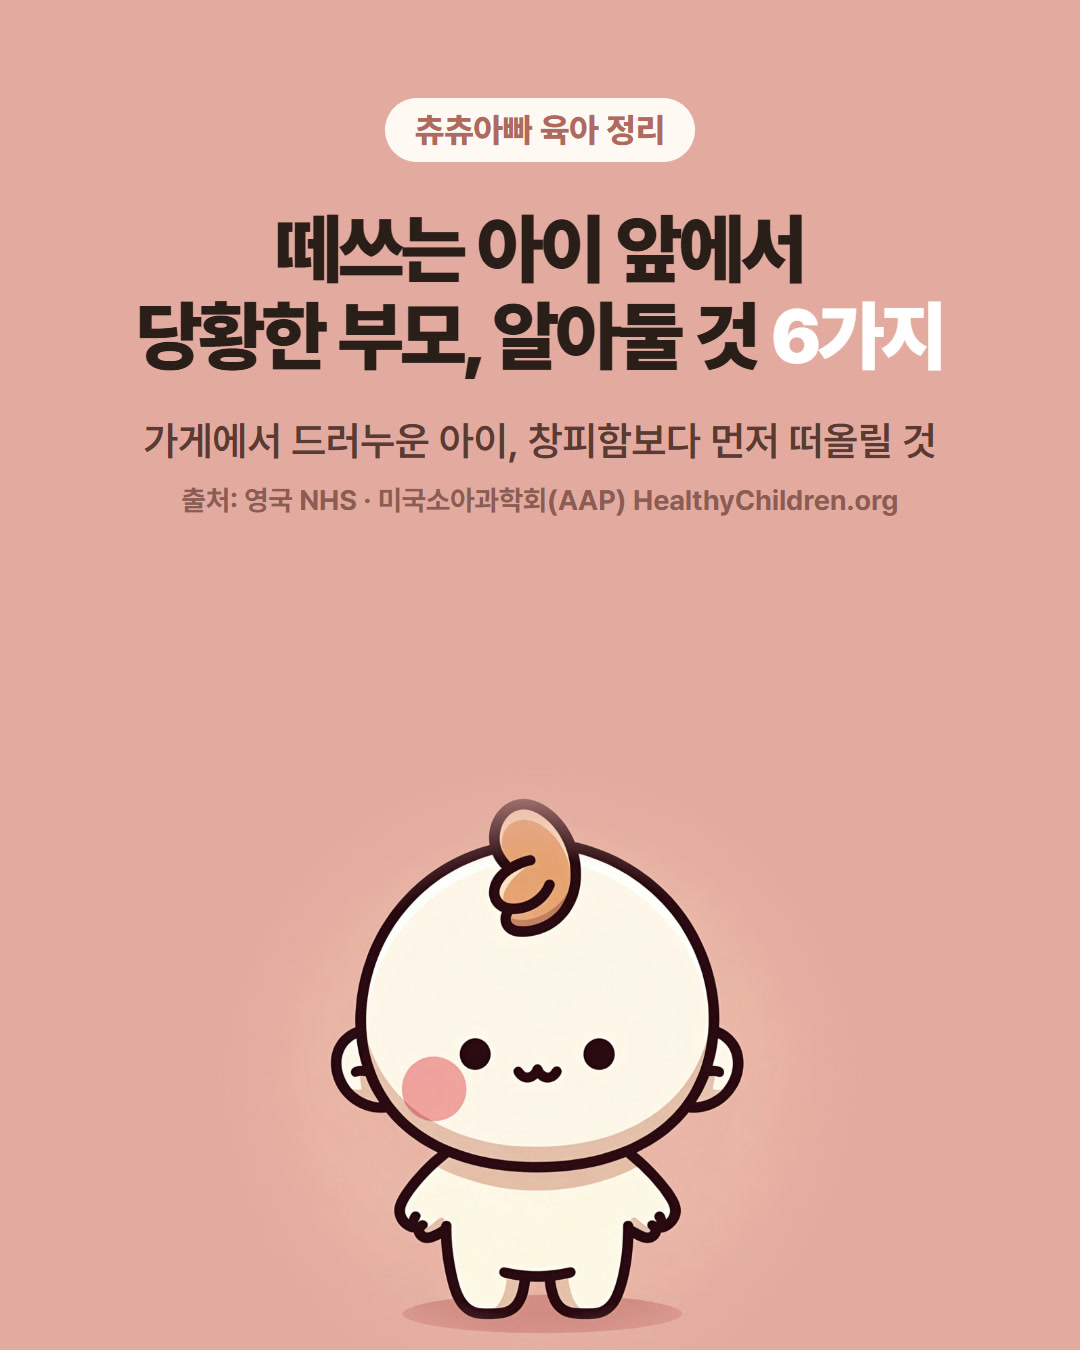 츄츄아빠 육아 정리
떼쓰는 아이 앞에서
당황한 부모, 알아둘 것 6가지
가게에서 드러누운 아이, 창피함보다 먼저 떠올릴 것
출처: 영국 NHS · 미국소아과학회(AAP) HealthyChildren.org